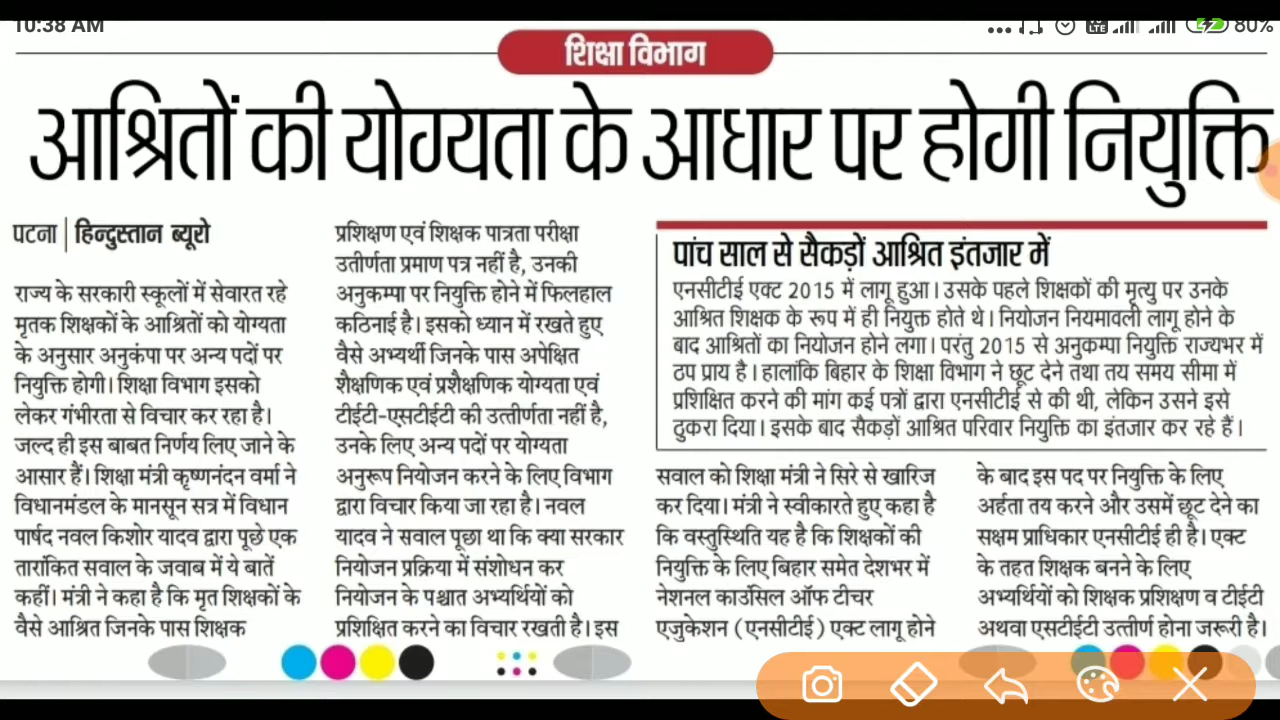 10:38 AM
LTE
80%
शिक्षा विभाग
आश्रितों की योग्यता के आधार पर होगी नियुक्ति
पटना | हिन्दुस्तान ब्यूरो
राज्य के सरकारी स्कूलों में सेवारत रहे
मृतक शिक्षकों के आश्रितों को योग्यता
के अनुसार अनुकंपा पर अन्य पदों पर
नियुक्ति होगी। शिक्षा विभाग इसको
लेकर गंभीरता से विचार कर रहा है।
जल्द ही इस बाबत निर्णय लिए जाने के
आसार हैं। शिक्षा मंत्री कृष्णनंदन वर्मा ने
विधानमंडल के मानसून सत्र में विधान
पार्षद नवल किशोर यादव द्वारा पूछे एक
तारांकित सवाल के जवाब में ये बातें
कहीं। मंत्री ने कहा है कि मृत शिक्षकों के
वैसे आश्रित जिनके पास शिक्षक
प्रशिक्षण एवं शिक्षक पात्रता परीक्षा
उतीर्णता प्रमाण पत्र नहीं है, उनकी
अनुकम्पा पर नियुक्ति होने में फिलहाल
कठिनाई है। इसको ध्यान में रखते हुए
वैसे अभ्यर्थी जिनके पास अपेक्षित
शैक्षणिक एवं प्रशैक्षणिक योग्यता एवं
टीईटी-एसटीईटी की उत्तीर्णता नहीं है,
उनके लिए अन्य पदों पर योग्यता
अनुरूप नियोजन करने के लिए विभाग
द्वारा विचार किया जा रहा है। नवल
यादव ने सवाल पूछा था कि क्या सरकार
नियोजन प्रक्रिया में संशोधन कर
नियोजन के पश्चात अभ्यर्थियों को
प्रशिक्षित करने का विचार रखती है। इस
पांच साल से सैकड़ों आश्रित इंतजार में
एनसीटीई एक्ट 2015 में लागू हुआ। उसके पहले शिक्षकों की मृत्यु पर उनके
आश्रित शिक्षक के रूप में ही नियुक्त होते थे। नियोजन नियमावली लागू होने के
बाद आश्रितों का नियोजन होने लगा। परंतु 2015 से अनुकम्पा नियुक्ति राज्यभर में
ठप प्राय है। हालांकि बिहार के शिक्षा विभाग ने छूट देने तथा तय समय सीमा में
प्रशिक्षित करने की मांग कई पत्रों द्वारा एनसीटीई से की थी, लेकिन उसने इसे
ठुकरा दिया। इसके बाद सैकड़ों आश्रित परिवार नियुक्ति का इंतजार कर रहे हैं।
सवाल को शिक्षा मंत्री ने सिरे से खारिज
कर दिया। मंत्री ने स्वीकारते हुए कहा है
कि वस्तुस्थिति यह है कि शिक्षकों की
नियुक्ति के लिए बिहार समेत देशभर में
नेशनल काउंसिल ऑफ टीचर
एजुकेशन (एनसीटीई) एक्ट लागू होने
के बाद इस पद पर नियुक्ति के लिए
अर्हता तय करने और उसमें छूट देने का
सक्षम प्राधिकार एनसीटीई ही है। एक्ट
के तहत शिक्षक बनने के लिए
अभ्यर्थियों को शिक्षक प्रशिक्षण व टीईटी
अथवा एसटीईटी उत्तीर्ण होना जरूरी है।